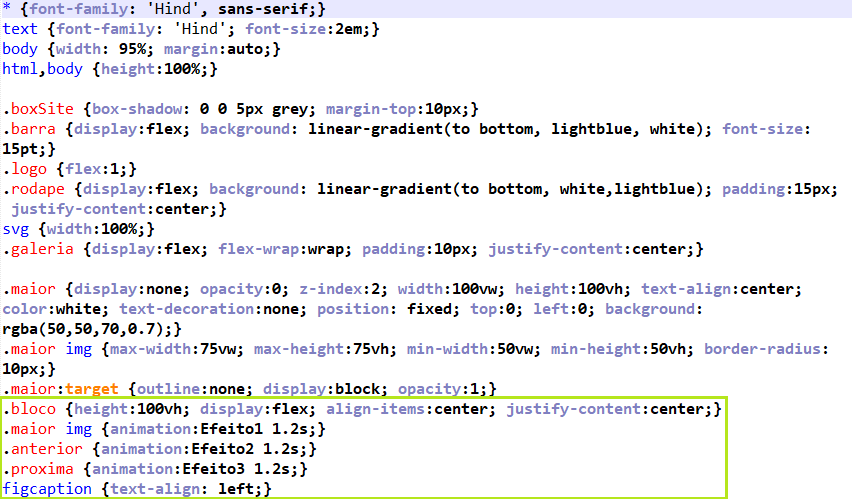 * {font-family: 'Hind', sans-serif;}
text {font-family: 'Hind'; font-size:2em;}
body {width: 95%; margin:auto;}
html,body {height:100%;}
.boxSite {box-shadow: 0 0 5px grey; margin-top:10px;}
.barra {display:flex; background: linear-gradient(to bottom, lightblue, white); font-size:
15pt;}
.logo {flex:1;}
.rodape {display:flex; background: linear-gradient(to bottom, white,lightblue); padding:15px;
justify-content:center;}
svg {width:100%;}
.galeria {display:flex; flex-wrap:wrap; padding:10px; justify-content:center;}
.maior {display:none; opacity:0; z-index:2; width:100vw; height:100vh; text-align:center;
color:white; text-decoration:none; position: fixed; top:0; left:0; background:
rgba(50,50,70,0.7);}
.maior img {max-width:75vw; max-height:75vh; min-width:50vw; min-height:50vh; border-radius:
10px;}
.maior:target {outline:none; display:block; opacity:1;}
.bloco {height:100vh; display:flex; align-items:center; justify-content:center;}
.maior img {animation:Efeito1 1.2s;}
.anterior {animation:Efeito2 1.2s;}
.proxima {animation:Efeito3 1.2s;}
figcaption {text-align: left;}